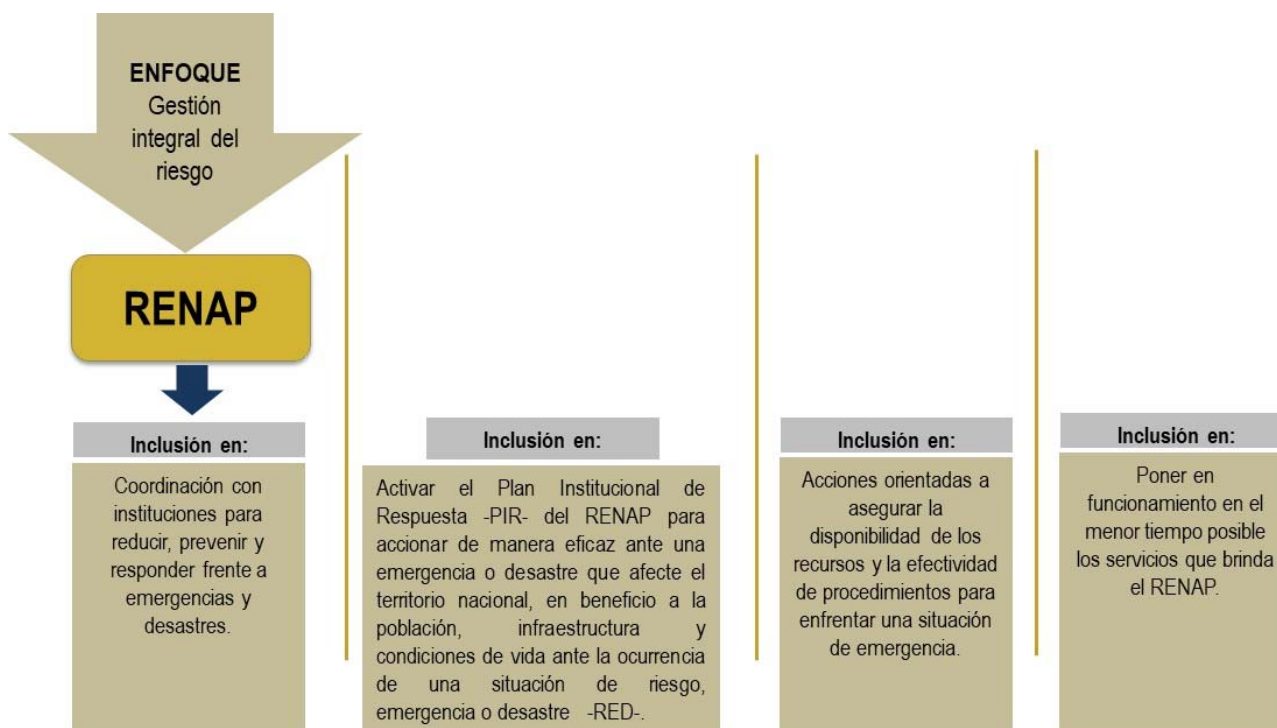 ENFOQUE
Gestión
integral del
riesgo
RENAP
Inclusión en:
Coordinación con
instituciones para
reducir, prevenir y
responder frente a
emergencias y
desastres.
Inclusión en:
Activar el Plan Institucional de
Respuesta -PIR- del RENAP para
accionar de manera eficaz ante una
emergencia o desastre que afecte el
territorio nacional, en beneficio a la
población, infraestructura y
condiciones de vida ante la ocurrencia
de una situación de riesgo,
emergencia o desastre -RED-.
Inclusión en:
Acciones orientadas a
asegurar la
disponibilidad de los
recursos y la efectividad
de procedimientos para
enfrentar una situación
de emergencia.
Inclusión en:
Poner en
funcionamiento en el
menor tiempo posible
los servicios que brinda
el RENAP.